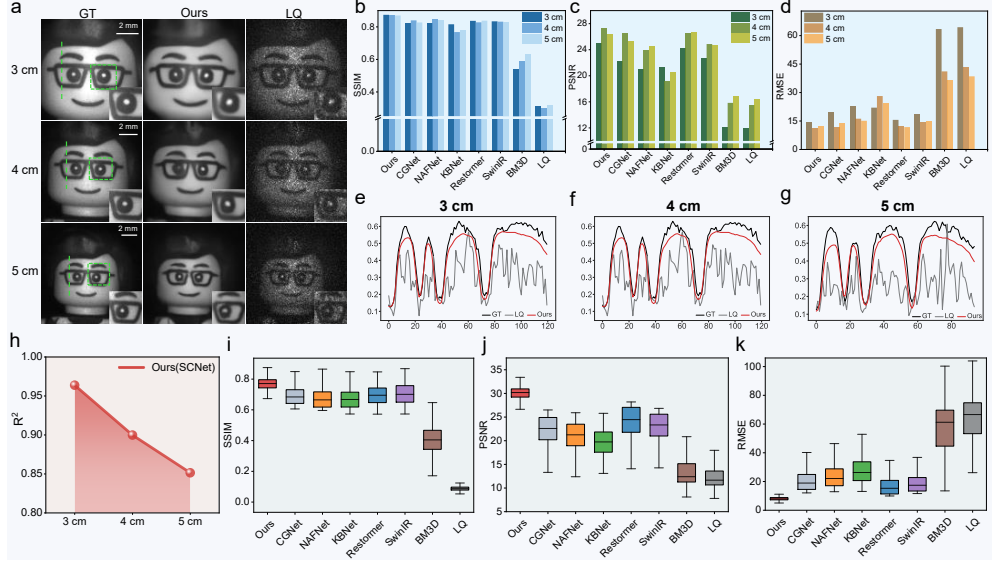 a
GT
Ours
LQ
3 cm
2 mm
4 cm
2 mm
5 cm
2 mm
b
SSIM
0.8
0.6
0.4
0.0
3 cm
4 cm
5 cm
Ours
CGNet
NAFNet
KBNet
Restormer
SwinIR
BM3D
LQ
c
PSNR
28
24
20
16
12
10
3 cm
4 cm
5 cm
Ours
CGNet
NAFNet
KBNet
Restormer
SwinIR
BM3D
LQ
d
RMSE
60
45
30
15
0
3 cm
4 cm
5 cm
Ours
CGNet
NAFNet
KBNet
Restormer
SwinIR
BM3D
LQ
e
3 cm
0.6
0.5
0.4
0.3
0.2
0.1
GT LQ Ours
0 20 40 60 80 100 120
f
4 cm
0.6
0.5
0.4
0.3
0.2
0.1
GT LQ Ours
0 20 40 60 80 100 120
g
5 cm
0.6
0.5
0.4
0.3
0.2
0.1
GT LQ Ours
0 20 40 60 80
h
R²
1.00
0.95
0.90
0.85
0.80
Ours(SCNet)
3 cm 4 cm 5 cm
i
SSIM
0.8
0.6
0.4
0.2
0.0
Ours
CGNet
NAFNet
KBNet
Restormer
SwinIR
BM3D
LQ
j
PSNR
35
30
25
20
15
10
5
Ours
CGNet
NAFNet
KBNet
Restormer
SwinIR
BM3D
LQ
k
RMSE
100
80
60
40
20
0
Ours
CGNet
NAFNet
KBNet
Restormer
SwinIR
BM3D
LQ